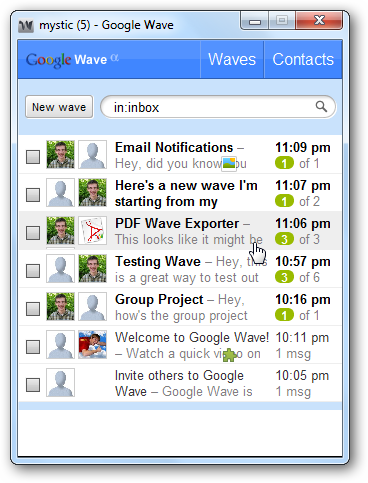 mystic (5) - Google Wave
Google Wave α
Waves
Contacts
New wave
in:inbox
Email Notifications – 11:09 pm
Hey, did you know you 1 of 1
Here's a new wave I'm 11:07 pm
starting from my 1 of 2
PDF Wave Exporter – 11:06 pm
This looks like it might be 3 of 3
Testing Wave – Hey, this 10:57 pm
is a great way to test out 3 of 6
Group Project – Hey, 10:16 pm
how's the group project 1 of 1
Welcome to Google Wave! 10:11 pm
– Watch a quick video on 1 msg
Invite others to Google 10:05 pm
Wave – Google Wave is 1 msg